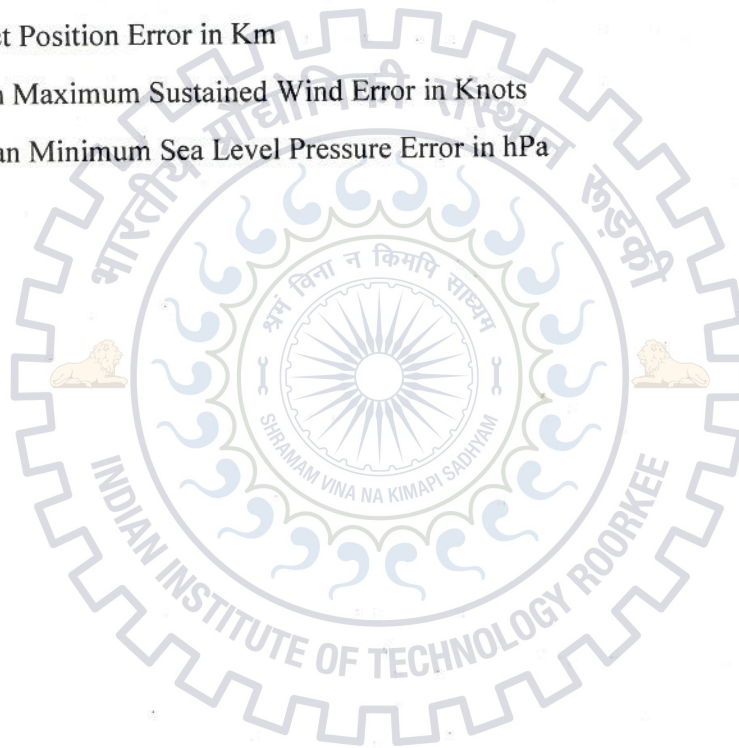 t Position Error in Km
n Maximum Sustained Wind Error in Knots
an Minimum Sea Level Pressure Error in hPa
भारतीय प्रौद्योगिकी संस्थान रुड़की
श्रमं विना न किमपि साध्यम
SHRAMAM VINA NA KIMAPI SADHYAM
INDIAN INSTITUTE OF TECHNOLOGY ROORKEE